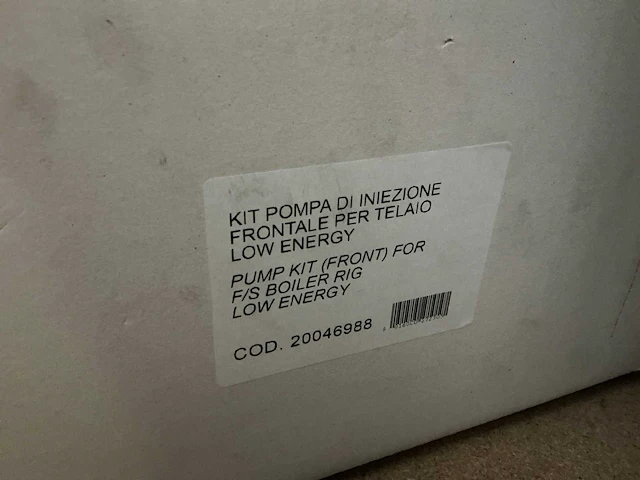 KIT POMPA DI INIEZIONE
FRONTALE PER TELAIO
LOW ENERGY
PUMP KIT (FRONT) FOR
F/S BOILER RIG
LOW ENERGY
COD. 20046988